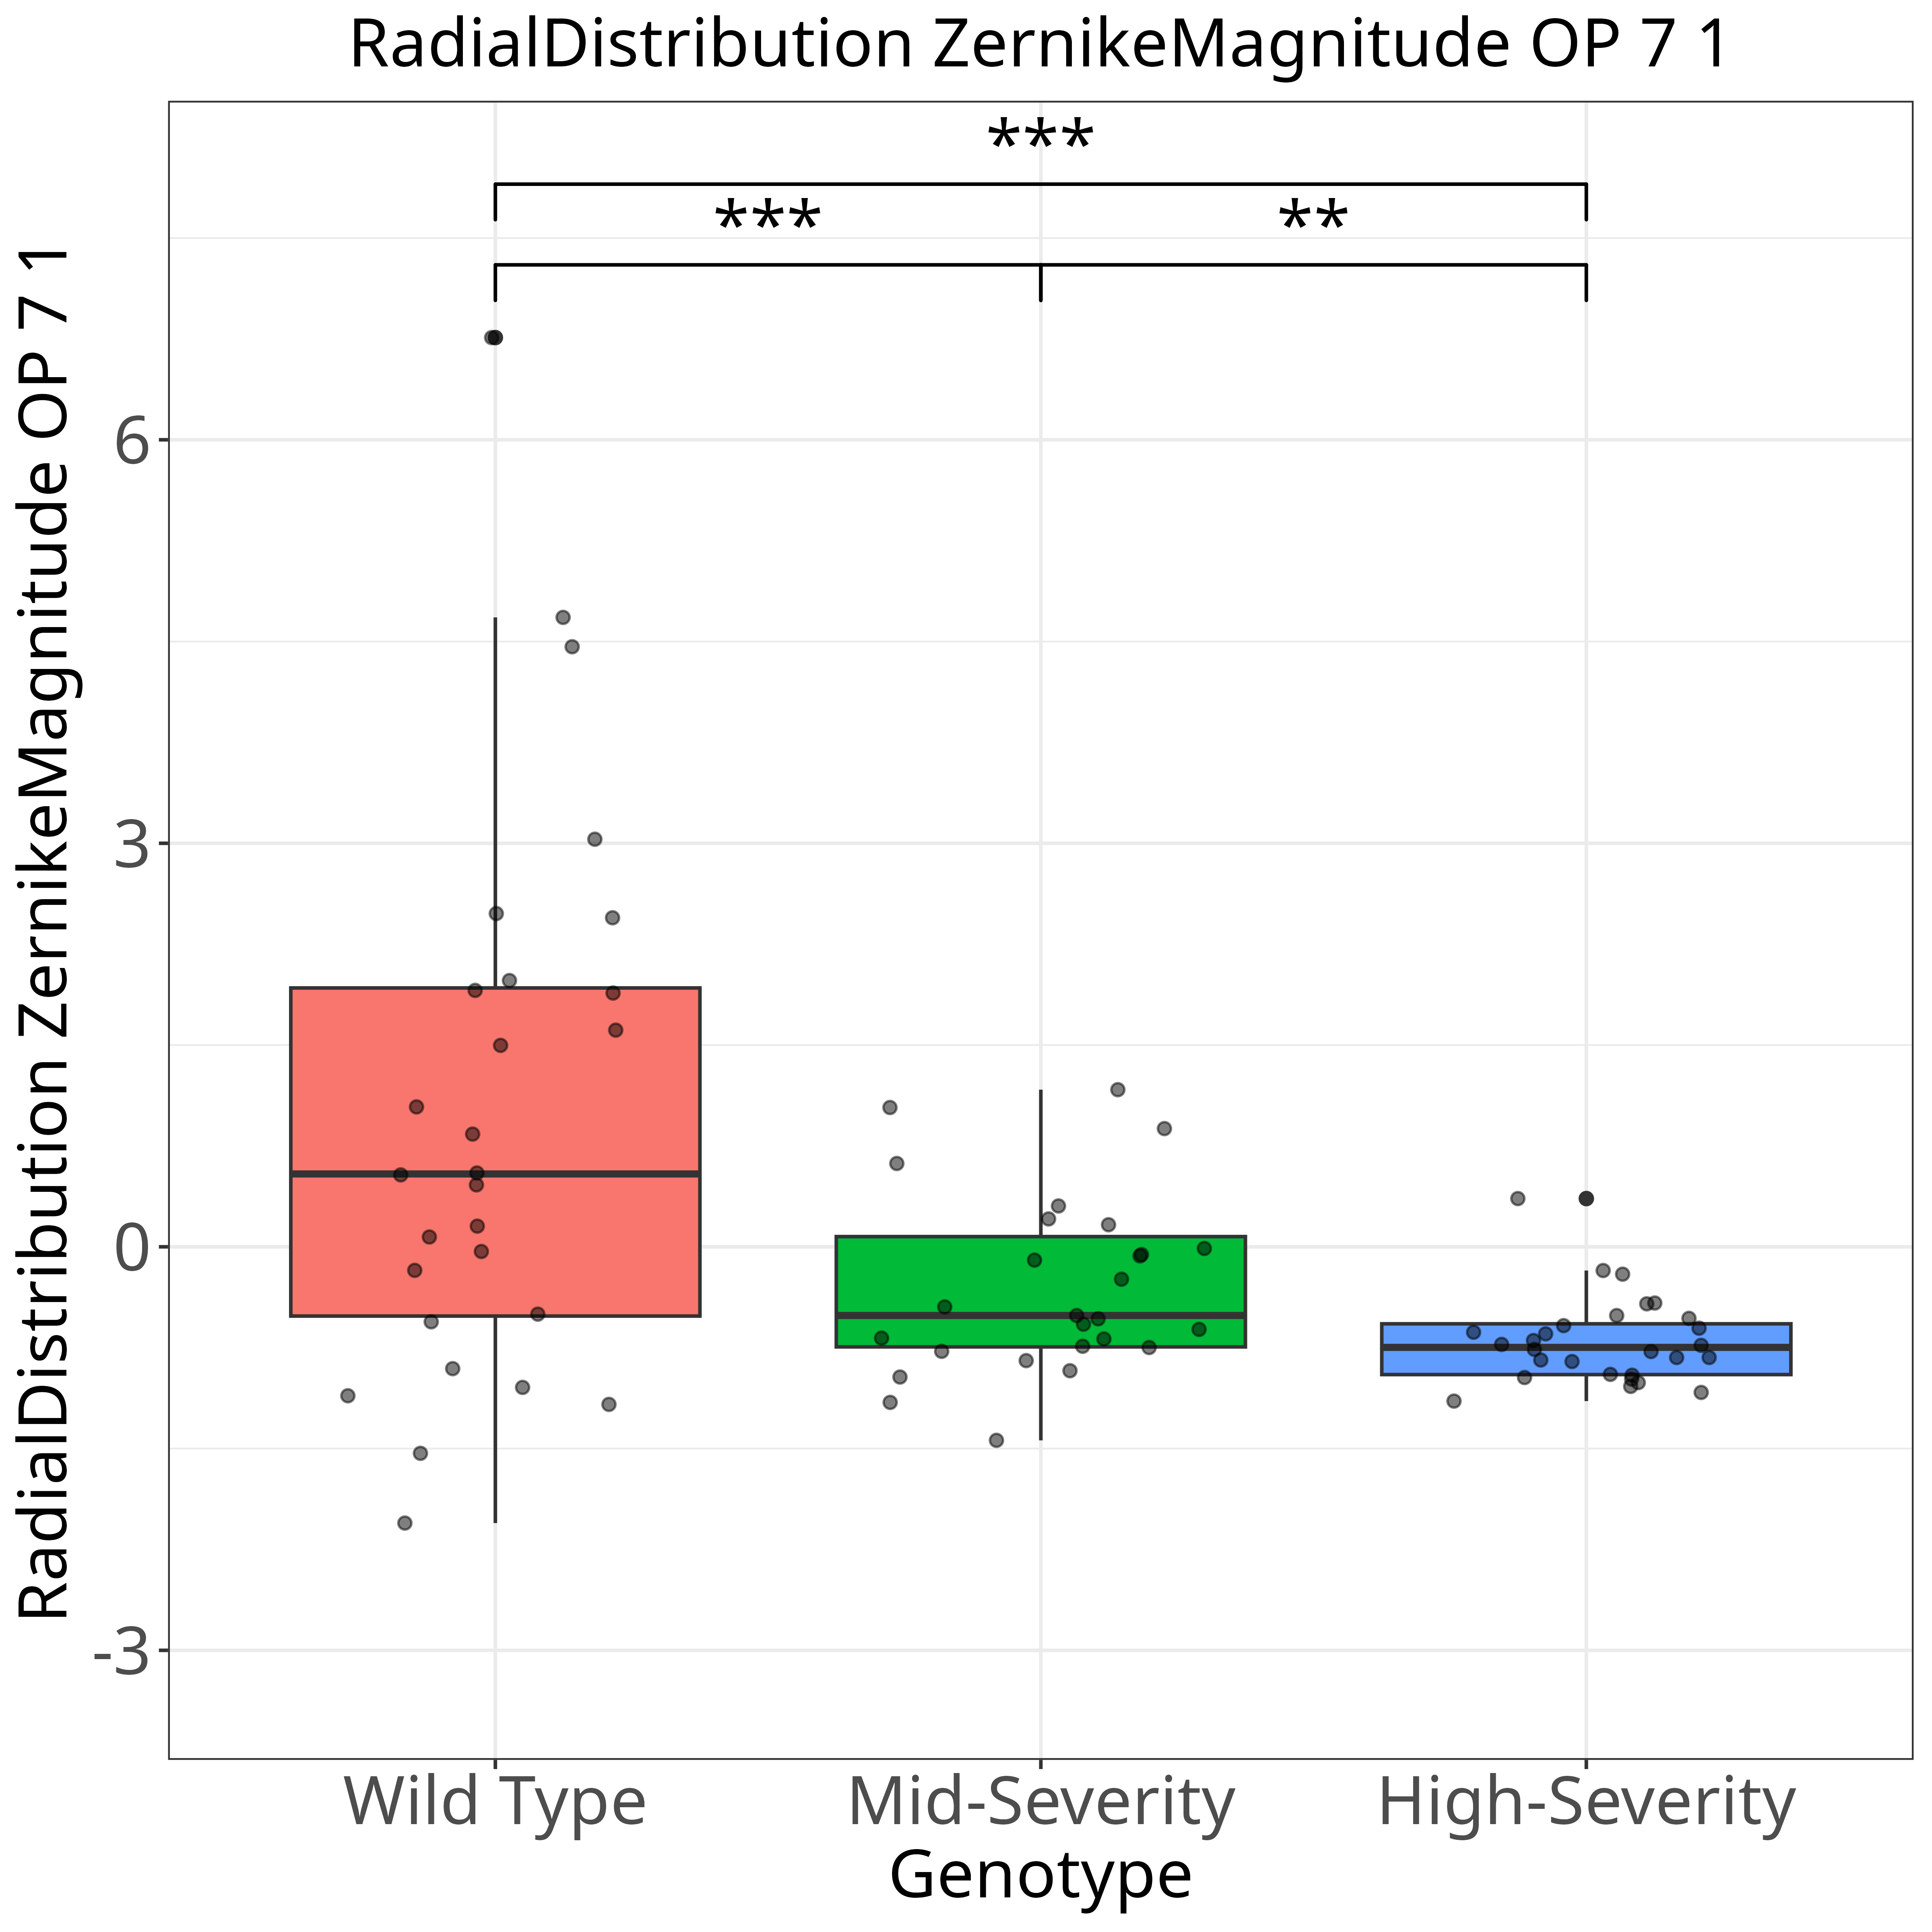 RadialDistribution ZernikeMagnitude OP 7 1
***
***
**
RadialDistribution ZernikeMagnitude OP 7 1
6
3
0
-3
Wild Type
Mid-Severity
High-Severity
Genotype